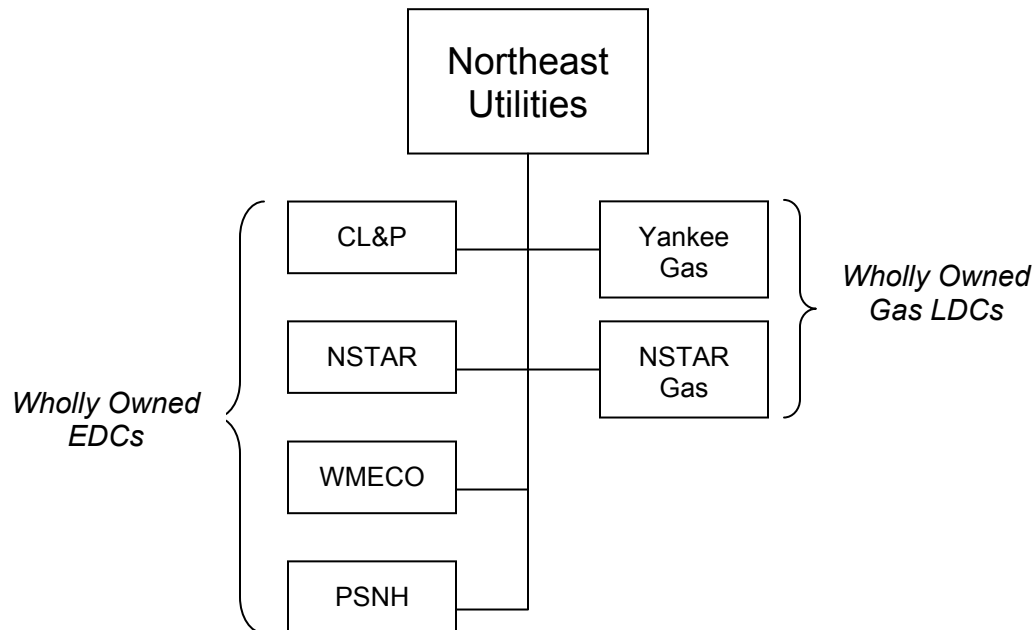 Northeast
Utilities
CL&P
Yankee
Gas
Wholly Owned
Gas LDCs
NSTAR
NSTAR
Gas
Wholly Owned
EDCs
WMECO
PSNH